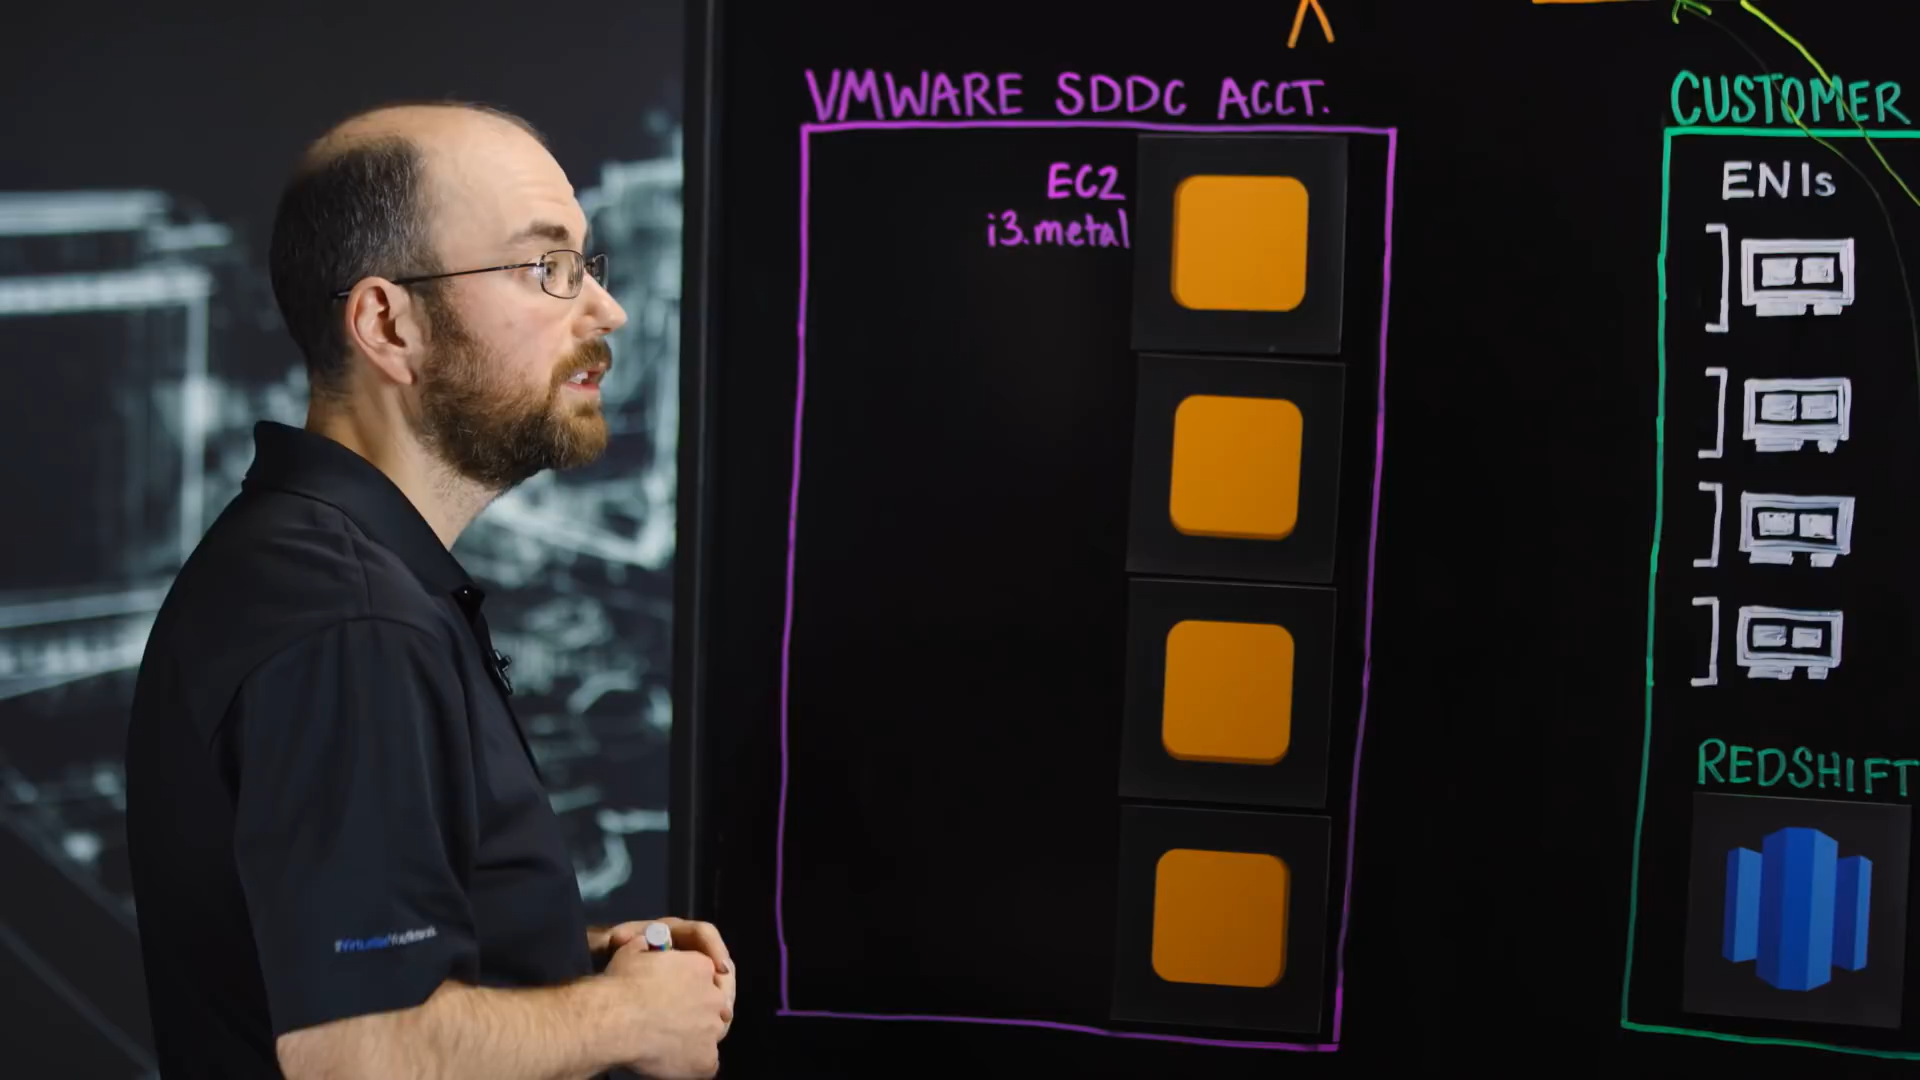 VMWARE SDDC ACCT.
EC2
i3.metal
CUSTOMER
ENIs
REDSHIFT